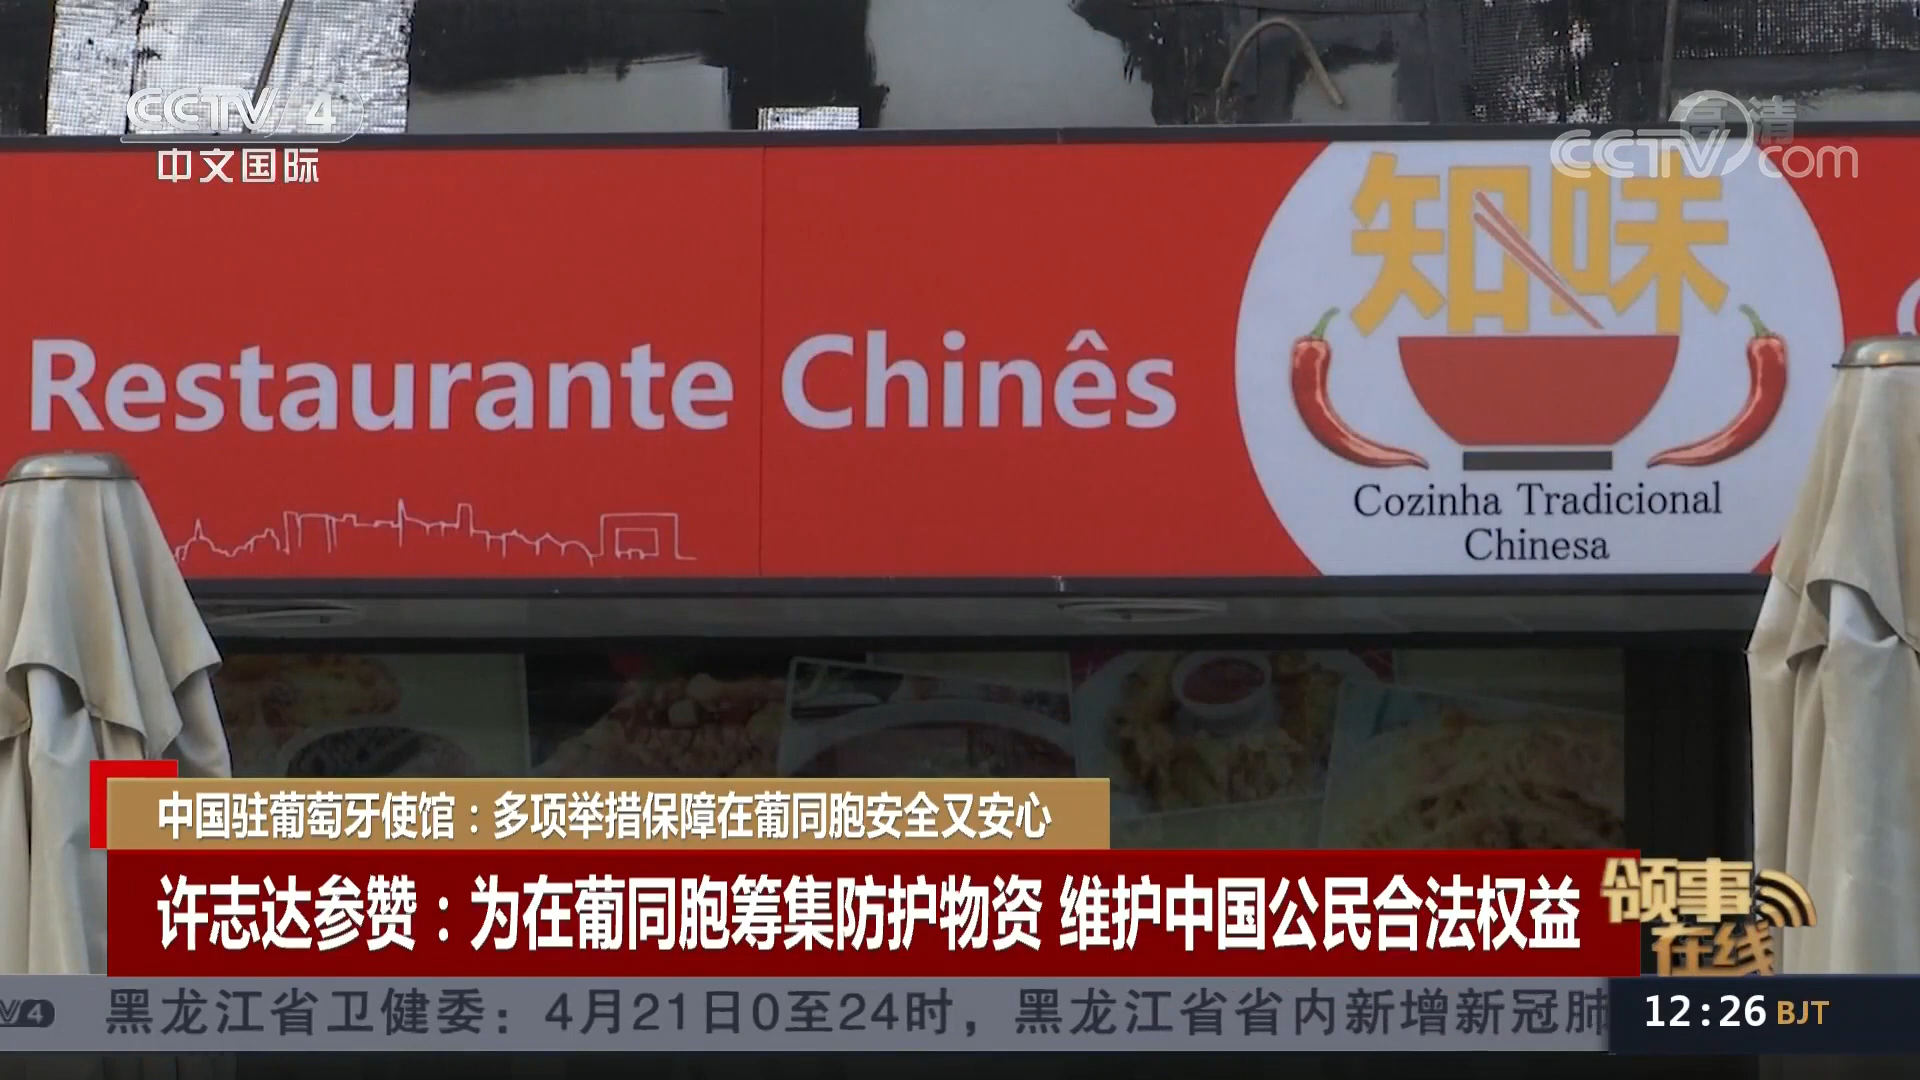 CCTV 4
中文国际
高清
CCTV com
知味
Restaurante Chinês
Cozinha Tradicional
Chinesa
中国驻葡萄牙使馆：多项举措保障在葡同胞安全又安心
许志达参赞：为在葡同胞筹集防护物资 维护中国公民合法权益
领事
在线
黑龙江省卫健委：4月21日0至24时，黑龙江省省内新增新冠肺
12:26 BJT